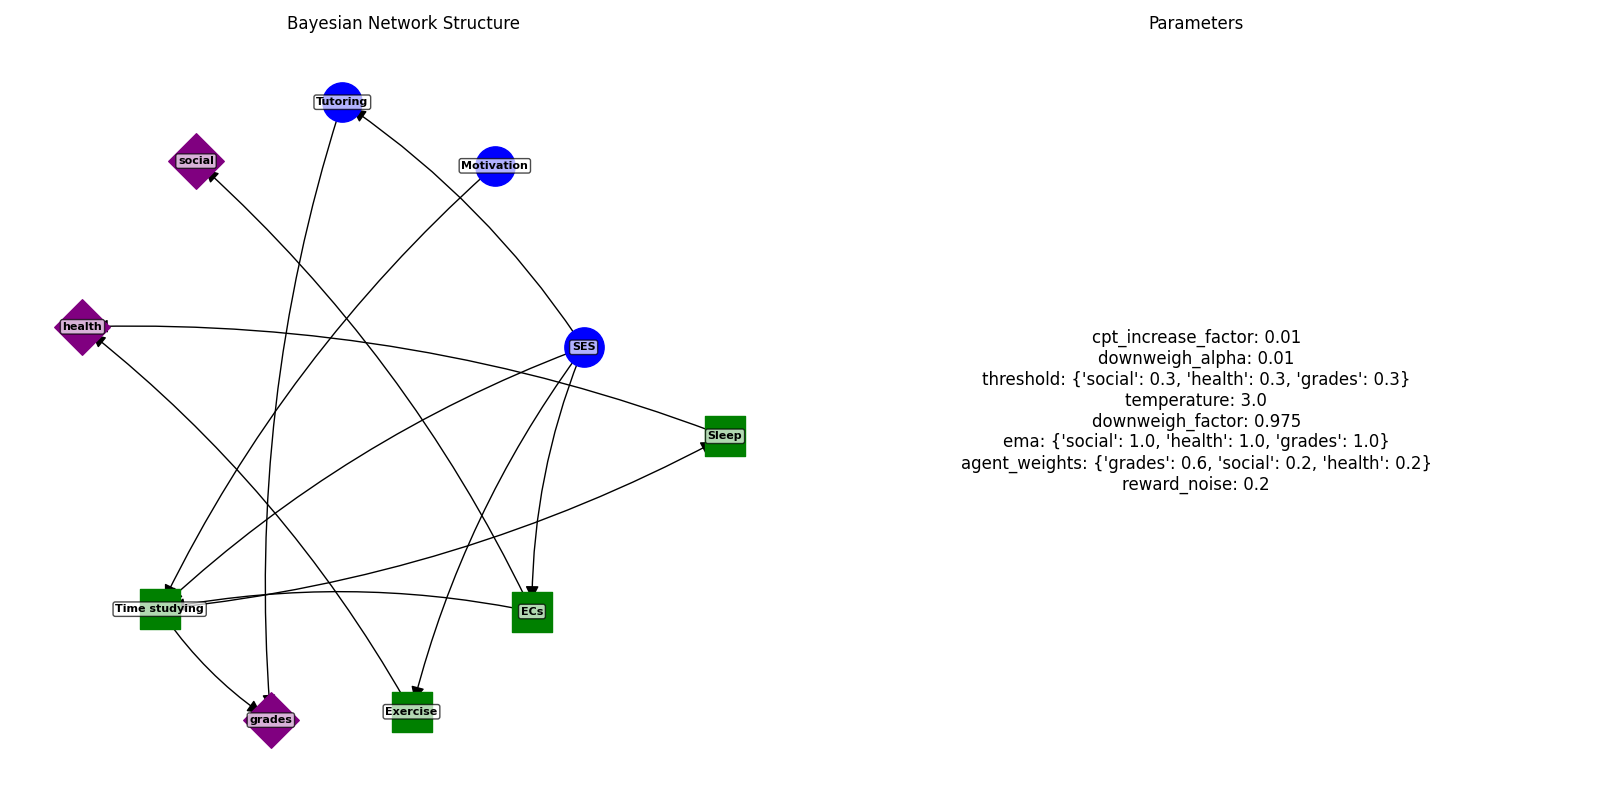 Bayesian Network Structure
Parameters
Tutoring
social
Motivation
health
SES
Sleep
Time studying
ECs
Exercise
grades
cpt_increase_factor: 0.01
downweigh_alpha: 0.01
threshold: {'social': 0.3, 'health': 0.3, 'grades': 0.3}
temperature: 3.0
downweigh_factor: 0.975
ema: {'social': 1.0, 'health': 1.0, 'grades': 1.0}
agent_weights: {'grades': 0.6, 'social': 0.2, 'health': 0.2}
reward_noise: 0.2